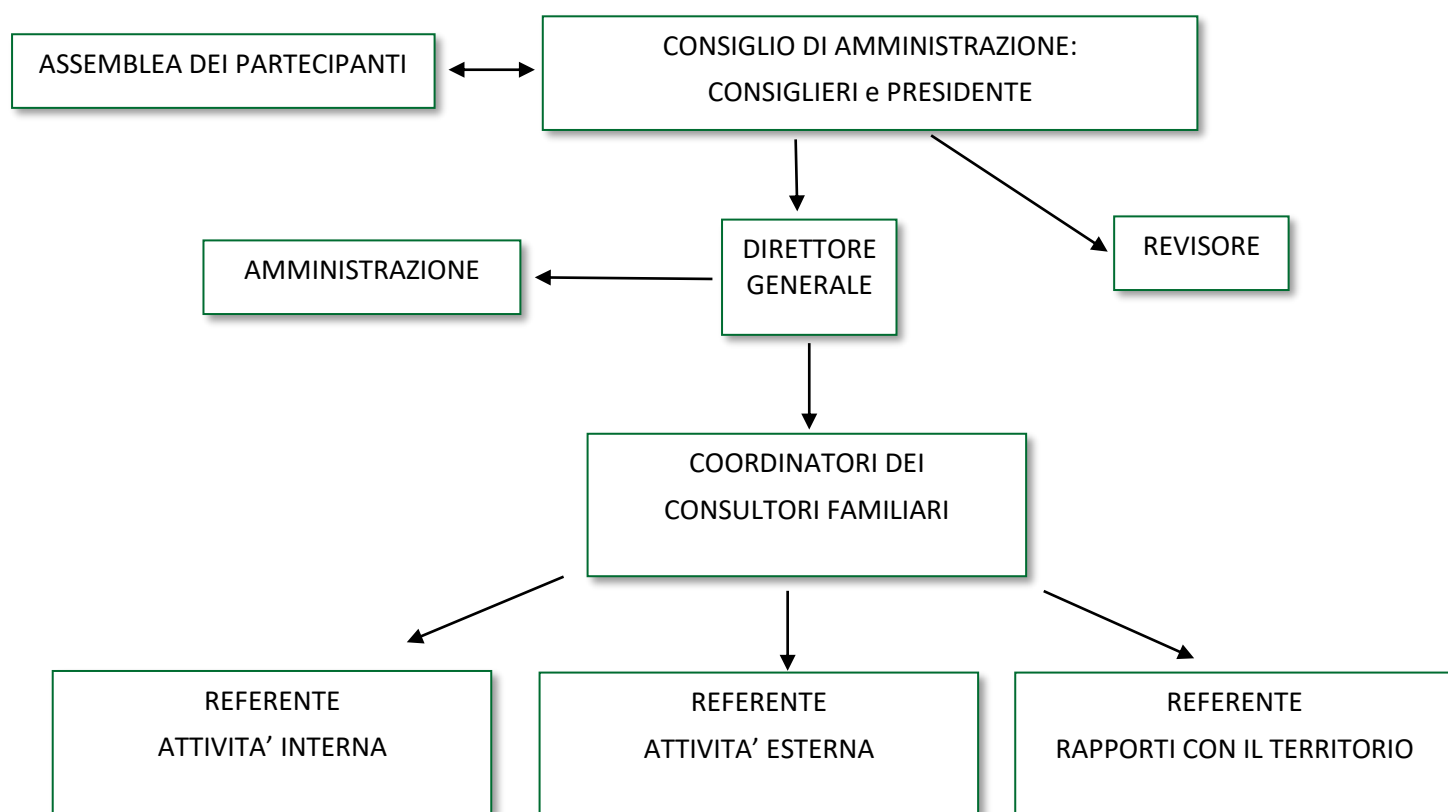 ASSEMBLEA DEI PARTECIPANTI
CONSIGLIO DI AMMINISTRAZIONE:
CONSIGLIERI e PRESIDENTE
AMMINISTRAZIONE
DIRETTORE
GENERALE
REVISORE
COORDINATORI DEI
CONSULTORI FAMILIARI
REFERENTE
ATTIVITA’ INTERNA
REFERENTE
ATTIVITA’ ESTERNA
REFERENTE
RAPPORTI CON IL TERRITORIO